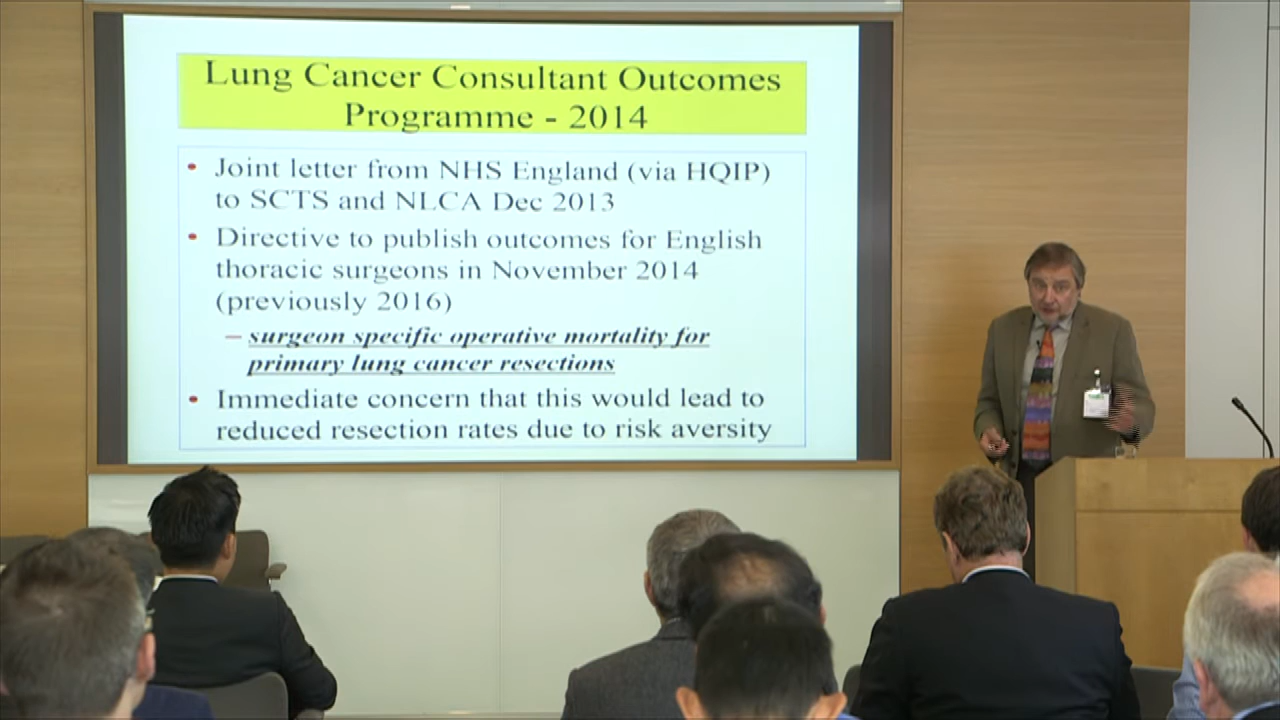 Lung Cancer Consultant Outcomes
Programme - 2014
• Joint letter from NHS England (via HQIP)
to SCTS and NLCA Dec 2013
• Directive to publish outcomes for English
thoracic surgeons in November 2014
(previously 2016)
– surgeon specific operative mortality for
primary lung cancer resections
• Immediate concern that this would lead to
reduced resection rates due to risk aversity